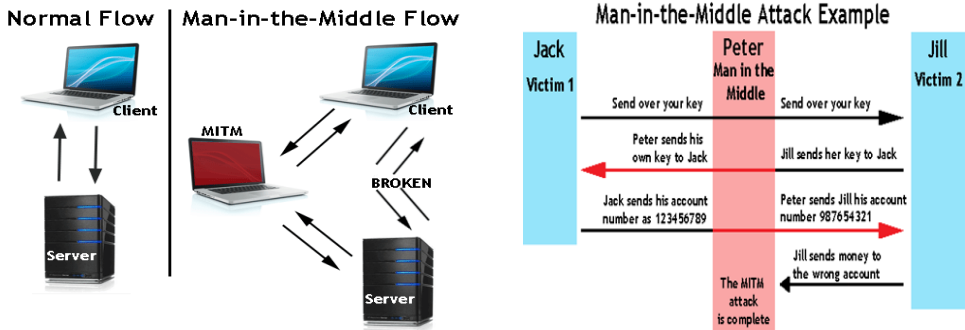 Normal Flow
Client
Server
Man-in-the-Middle Flow
Client
MITM
BROKEN
Server
Man-in-the-Middle Attack Example
Jack
Victim 1
Peter
Man in the
Middle
Jill
Victim 2
Send over your key
Send over your key
Peter sends his
own key to Jack
Jill sends her key to Jack
Jack sends his account
number as 123456789
Peter sends Jill his account
number 987654321
Jill sends money to
the wrong account
The MITM
attack
is complete